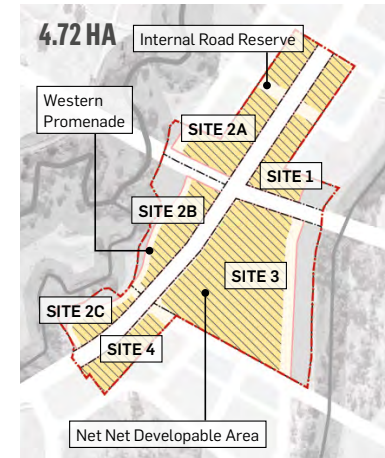 4.72 HA
Internal Road Reserve
Western
Promenade
SITE 2A
SITE 1
SITE 2B
SITE 3
SITE 2C
SITE 4
Net Net Developable Area